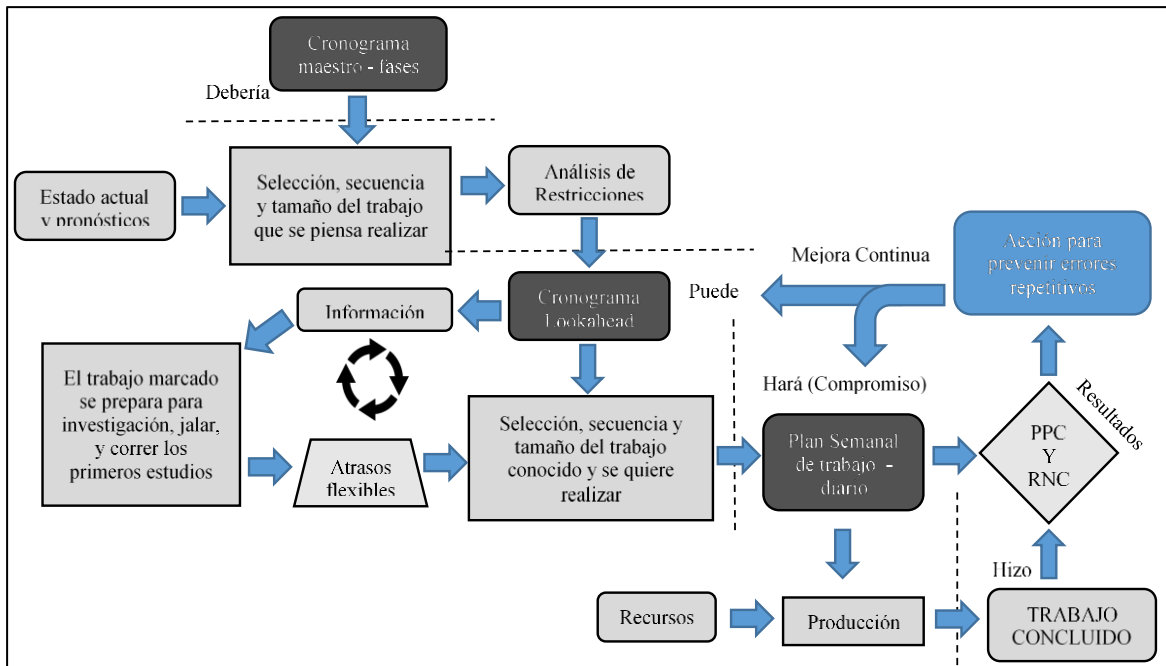 Cronograma
maestro - fases
Debería
Estado actual
y pronósticos
Selección, secuencia
y tamaño del trabajo
que se piensa realizar
Análisis de
Restricciones
Mejora Continua
Acción para
prevenir errores
repetitivos
Puede
Información
Cronograma
Lookahead
El trabajo marcado
se prepara para
investigación, jalar,
y correr los
primeros estudios
Atrasos
flexibles
Selección, secuencia y
tamaño del trabajo
conocido y se quiere
realizar
Hará (Compromiso)
Plan Semanal
de trabajo -
diario
PPC
Y
RNC
Resultados
Hizo
Recursos
Producción
TRABAJO
CONCLUIDO